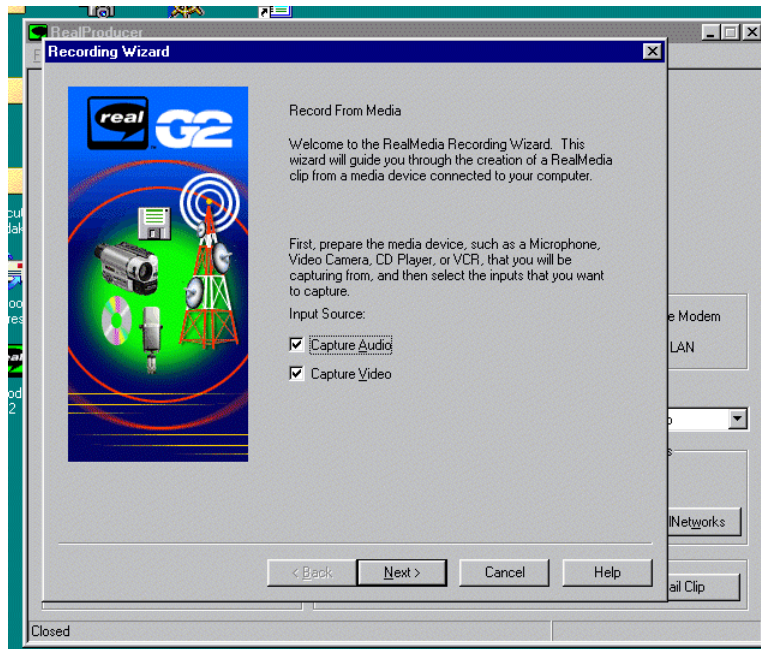 RealProducer
Recording Wizard
real G2
Record From Media
Welcome to the RealMedia Recording Wizard. This
wizard will guide you through the creation of a RealMedia
clip from a media device connected to your computer.
First, prepare the media device, such as a Microphone,
Video Camera, CD Player, or VCR, that you will be
capturing from, and then select the inputs that you want
to capture.
Input Source:
Capture Audio
Capture Video
e Modem
LAN
lNetworks
< Back
Next >
Cancel
Help
ail Clip
Closed